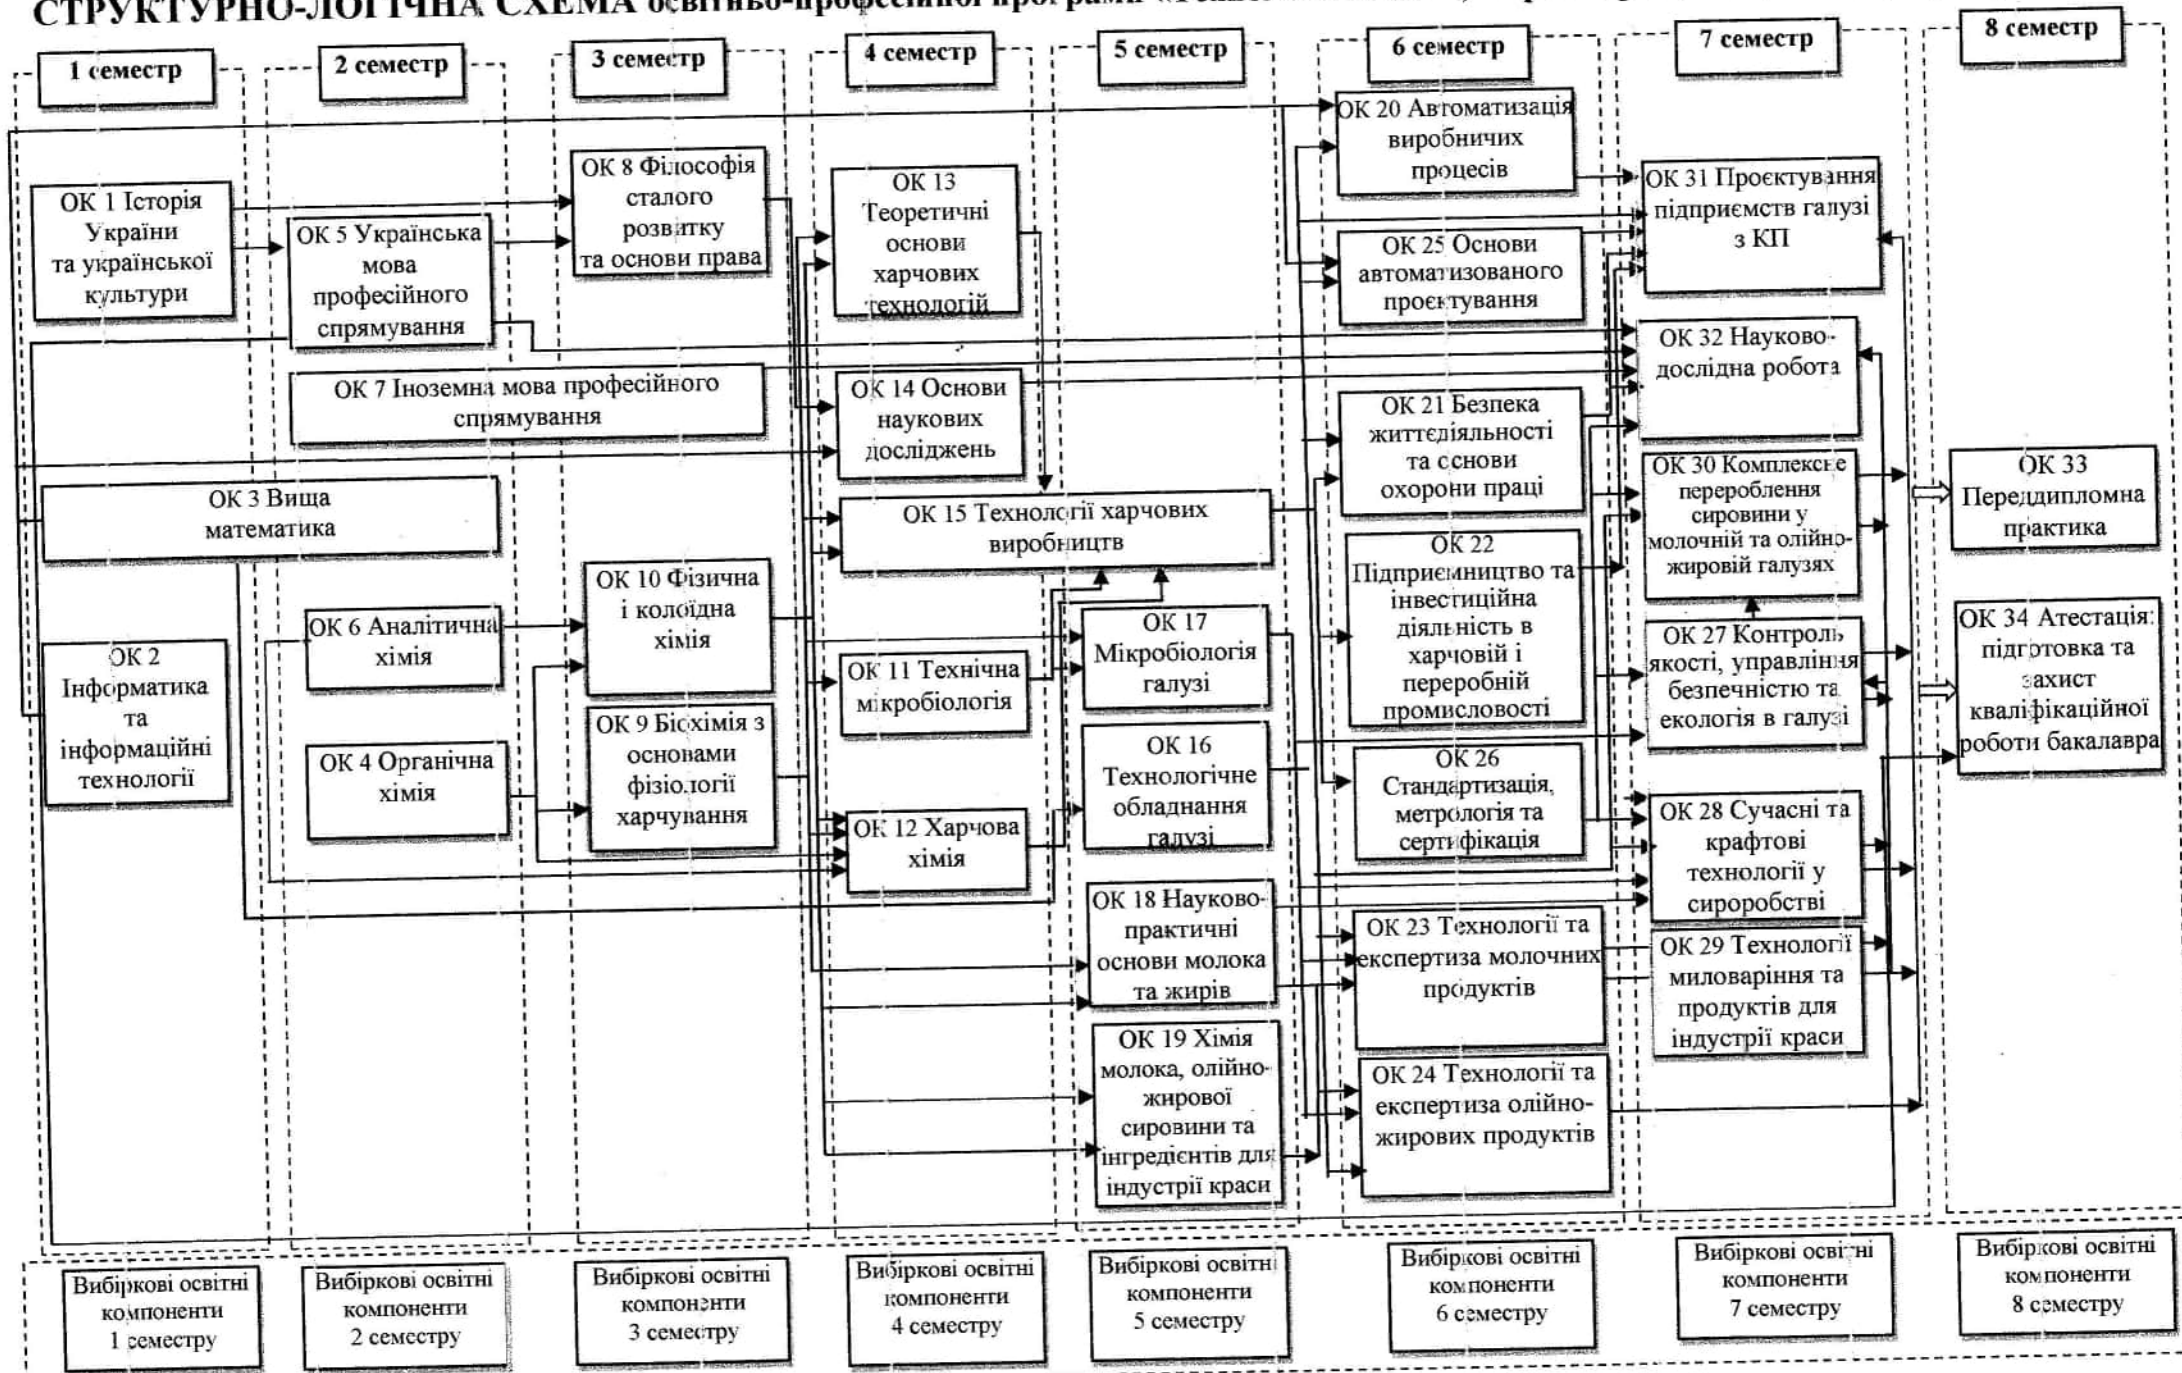 СТРУКТУРНО-ЛОГІЧНА СХЕМА освітньо-професійної програми
1 семестр
2 семестр
3 семестр
4 семестр
5 семестр
6 семестр
7 семестр
8 семестр
ОК 1 Історія
України
та української
культури
ОК 3 Вища
математика
ОК 2
Інформатика
та
інформаційні
технології
ОК 5 Українська
мова
професійного
спрямування
ОК 7 Іноземна мова професійного
спрямування
ОК 6 Аналітична
хімія
ОК 4 Органічна
хімія
ОК 8 Філософія
сталого
розвитку
та основи права
ОК 10 Фізична
і колоїдна
хімія
ОК 9 Біохімія з
основами
фізіології
харчування
ОК 13
Теоретичні
основи
харчових
технологій
ОК 14 Основи
наукових
досліджень
ОК 15 Технології харчових
виробництв
ОК 11 Технічна
мікробіологія
ОК 12 Харчова
хімія
ОК 17
Мікробіологія
галузі
ОК 16
Технологічне
обладнання
галузі
ОК 18 Науково-
практичні
основи молока
та жирів
ОК 19 Хімія
молока, олійно-
жирової
сировини та
інгредієнтів для
індустрії краси
ОК 20 Автоматизація
виробничих
процесів
ОК 25 Основи
автоматизованого
проєктування
ОК 21 Безпека
життєдіяльності
та основи
охорони праці
ОК 22
Підприємництво та
інвестиційна
діяльність в
харчовій і
переробній
промисловості
ОК 26
Стандартизація,
метрологія та
сертифікація
ОК 23 Технології та
експертиза молочних
продуктів
ОК 24 Технології та
експертиза олійно-
жирових продуктів
ОК 31 Проєктування
підприємств галузі
з КП
ОК 32 Науково-
дослідна робота
ОК 30 Комплексне
перероблення
сировини у
молочній та олійно-
жировій галузях
ОК 27 Контроль
якості, управління
безпечністю та
екологія в галузі
ОК 28 Сучасні та
крафтові
технології у
сироробстві
ОК 29 Технології
миловаріння та
продуктів для
індустрії краси
ОК 33
Переддипломна
практика
ОК 34 Атестація:
підготовка та
захист
кваліфікаційної
роботи бакалавра
Вибіркові освітні
компоненти
1 семестру
Вибіркові освітні
компоненти
2 семестру
Вибіркові освітні
компоненти
3 семестру
Вибіркові освітні
компоненти
4 семестру
Вибіркові освітні
компоненти
5 семестру
Вибіркові освітні
компоненти
6 семестру
Вибіркові освітні
компоненти
7 семестру
Вибіркові освітні
компоненти
8 семестру